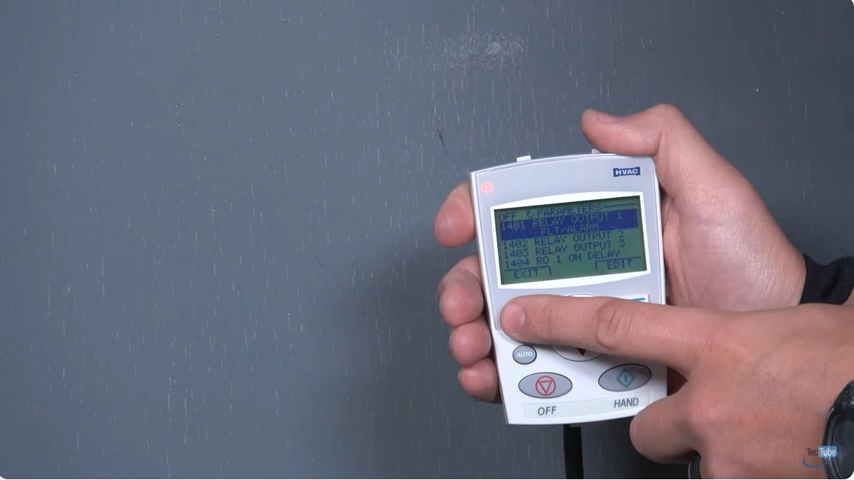 HVAC
OFF PARAMETERS
1401 RELAY OUTPUT 1
FLT/ALARM
1402 RELAY OUTPUT 2
1403 RELAY OUTPUT 3
1404 RO 1 ON DELAY
EXIT EDIT
AUTO
OFF HAND
TecTube